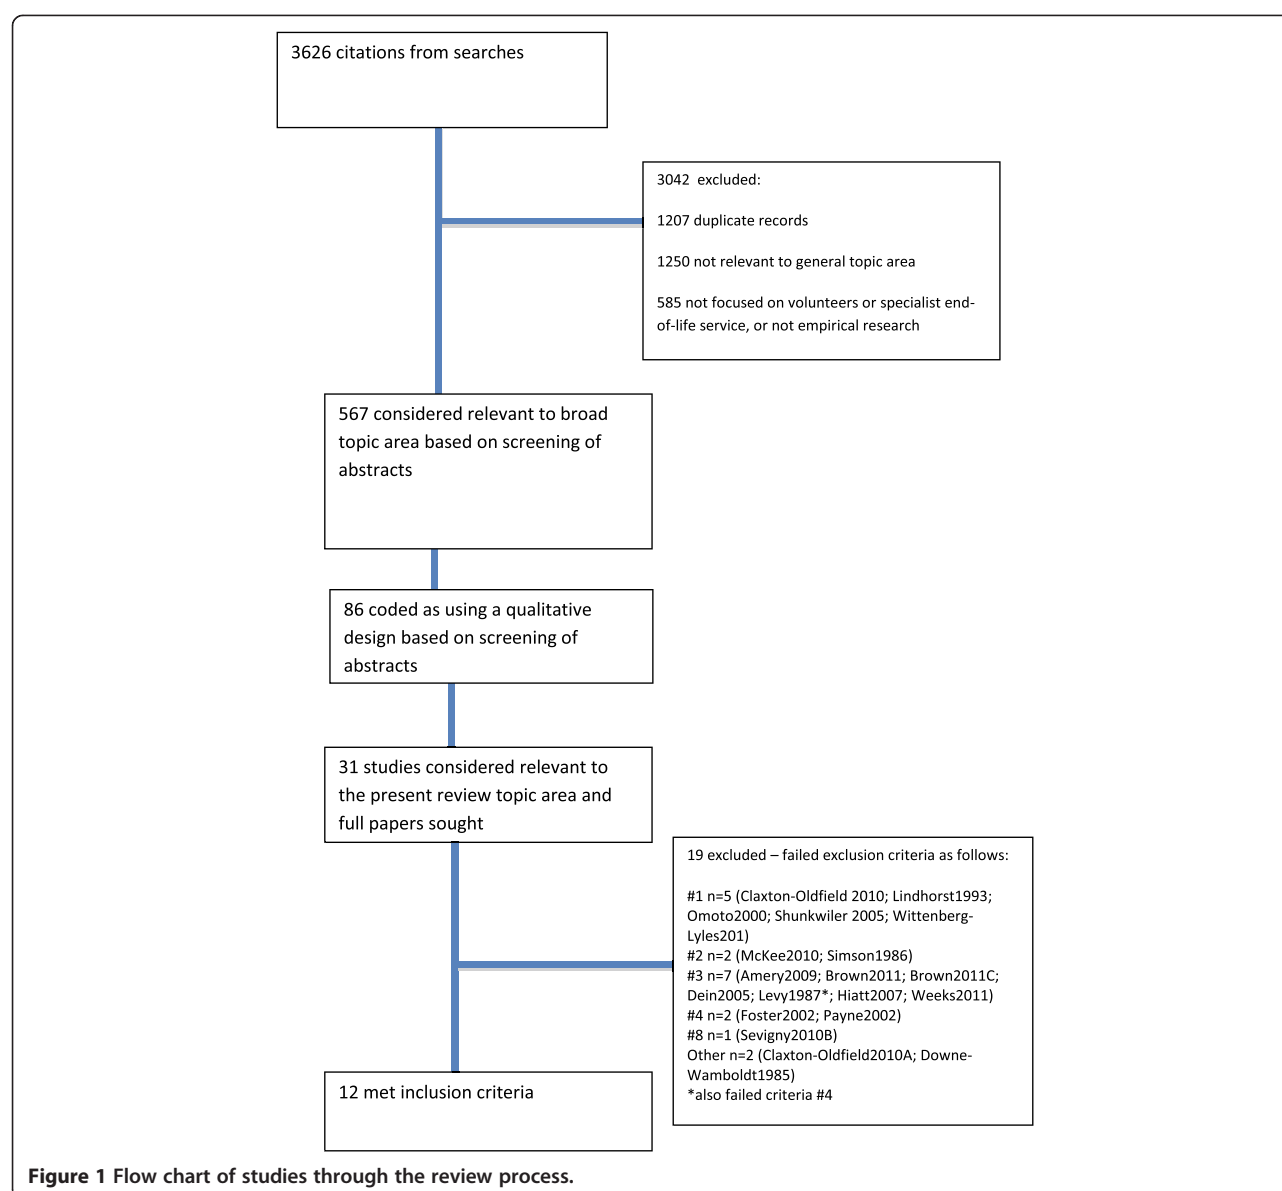 3626 citations from searches
3042 excluded:
1207 duplicate records
1250 not relevant to general topic area
585 not focused on volunteers or specialist end-
of-life service, or not empirical research
567 considered relevant to broad
topic area based on screening of
abstracts
86 coded as using a qualitative
design based on screening of
abstracts
31 studies considered relevant to
the present review topic area and
full papers sought
19 excluded – failed exclusion criteria as follows:
#1 n=5 (Claxton-Oldfield 2010; Lindhorst1993;
Omoto2000; Shunkwiler 2005; Wittenberg-
Lyles201)
#2 n=2 (McKee2010; Simson1986)
#3 n=7 (Amery2009; Brown2011; Brown2011C;
Dein2005; Levy1987*; Hiatt2007; Weeks2011)
#4 n=2 (Foster2002; Payne2002)
#8 n=1 (Sevigny2010B)
Other n=2 (Claxton-Oldfield2010A; Downe-
Wamboldt1985)
*also failed criteria #4
12 met inclusion criteria
Figure 1 Flow chart of studies through the review process.